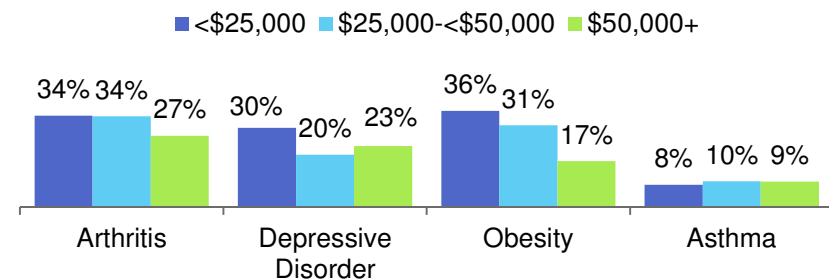 <$25,000 $25,000-<$50,000 $50,000+
34% 34% 27% 30% 20% 23% 36% 31% 17% 8% 10% 9%
Arthritis Depressive Disorder Obesity Asthma